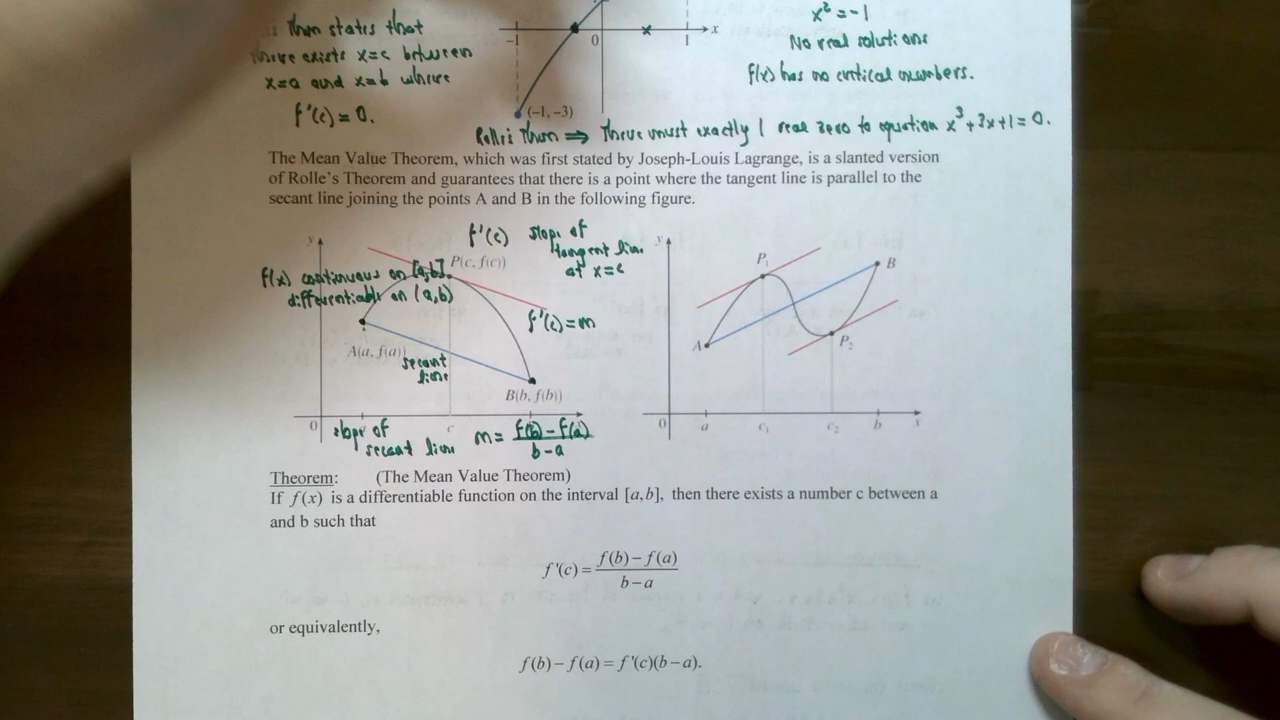 Thm states that
there exists x=c between
x=a and x=b where
f'(c) = 0.
-1 0 1 x
(-1, -3)
x² = -1
No real solutions
f(x) has no critical numbers.
Rolle's Thm ⇒ There must exactly 1 real zero to equation x³+3x+1=0.
The Mean Value Theorem, which was first stated by Joseph-Louis Lagrange, is a slanted version
of Rolle's Theorem and guarantees that there is a point where the tangent line is parallel to the
secant line joining the points A and B in the following figure.
y
f'(c) slope of
tangent line
at x=c
P(c, f(c))
f(x) continuous on [a,b]
differentiable on (a,b)
f'(c)=m
A(a, f(a))
secant
line
B(b, f(b))
0 c
slope of
secant line m = f(b) - f(a) / b-a
y
P₁
B
A
P₂
0 a c₁ c₂ b x
Theorem: (The Mean Value Theorem)
If f(x) is a differentiable function on the interval [a,b], then there exists a number c between a
and b such that
f'(c) = f(b) − f(a) / b − a
or equivalently,
f(b) − f(a) = f'(c)(b − a).